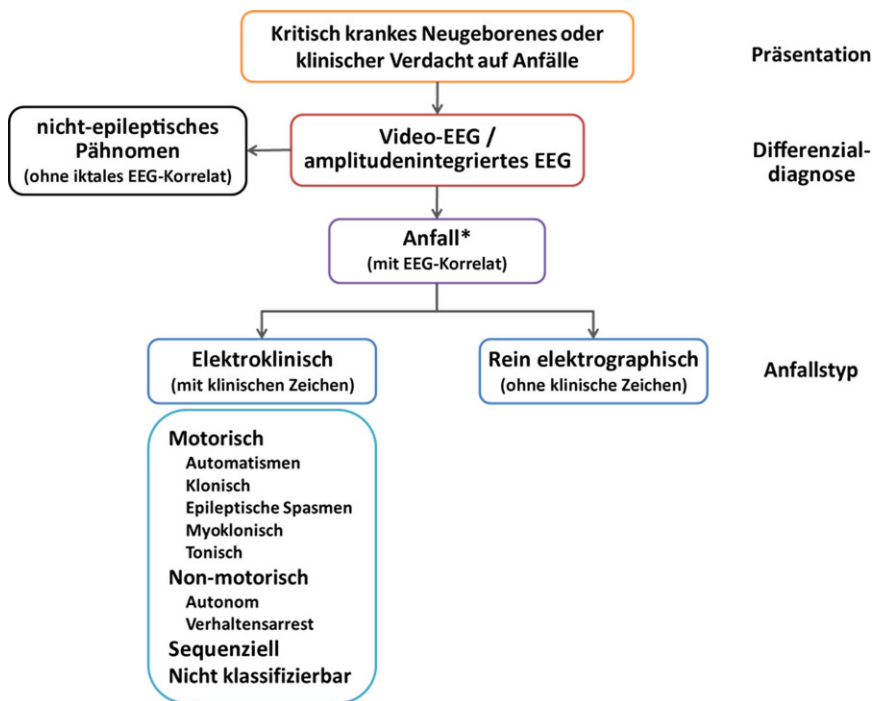 Kritisch krankes Neugeborenes oder
klinischer Verdacht auf Anfälle
Präsentation
nicht-epileptisches
Pähnomen
(ohne iktales EEG-Korrelat)
Video-EEG /
amplitudenintegriertes EEG
Differenzial-
diagnose
Anfall*
(mit EEG-Korrelat)
Elektroklinisch
(mit klinischen Zeichen)
Rein elektrographisch
(ohne klinische Zeichen)
Anfallstyp
Motorisch
Automatismen
Klonisch
Epileptische Spasmen
Myoklonisch
Tonisch
Non-motorisch
Autonom
Verhaltensarrest
Sequenziell
Nicht klassifizierbar